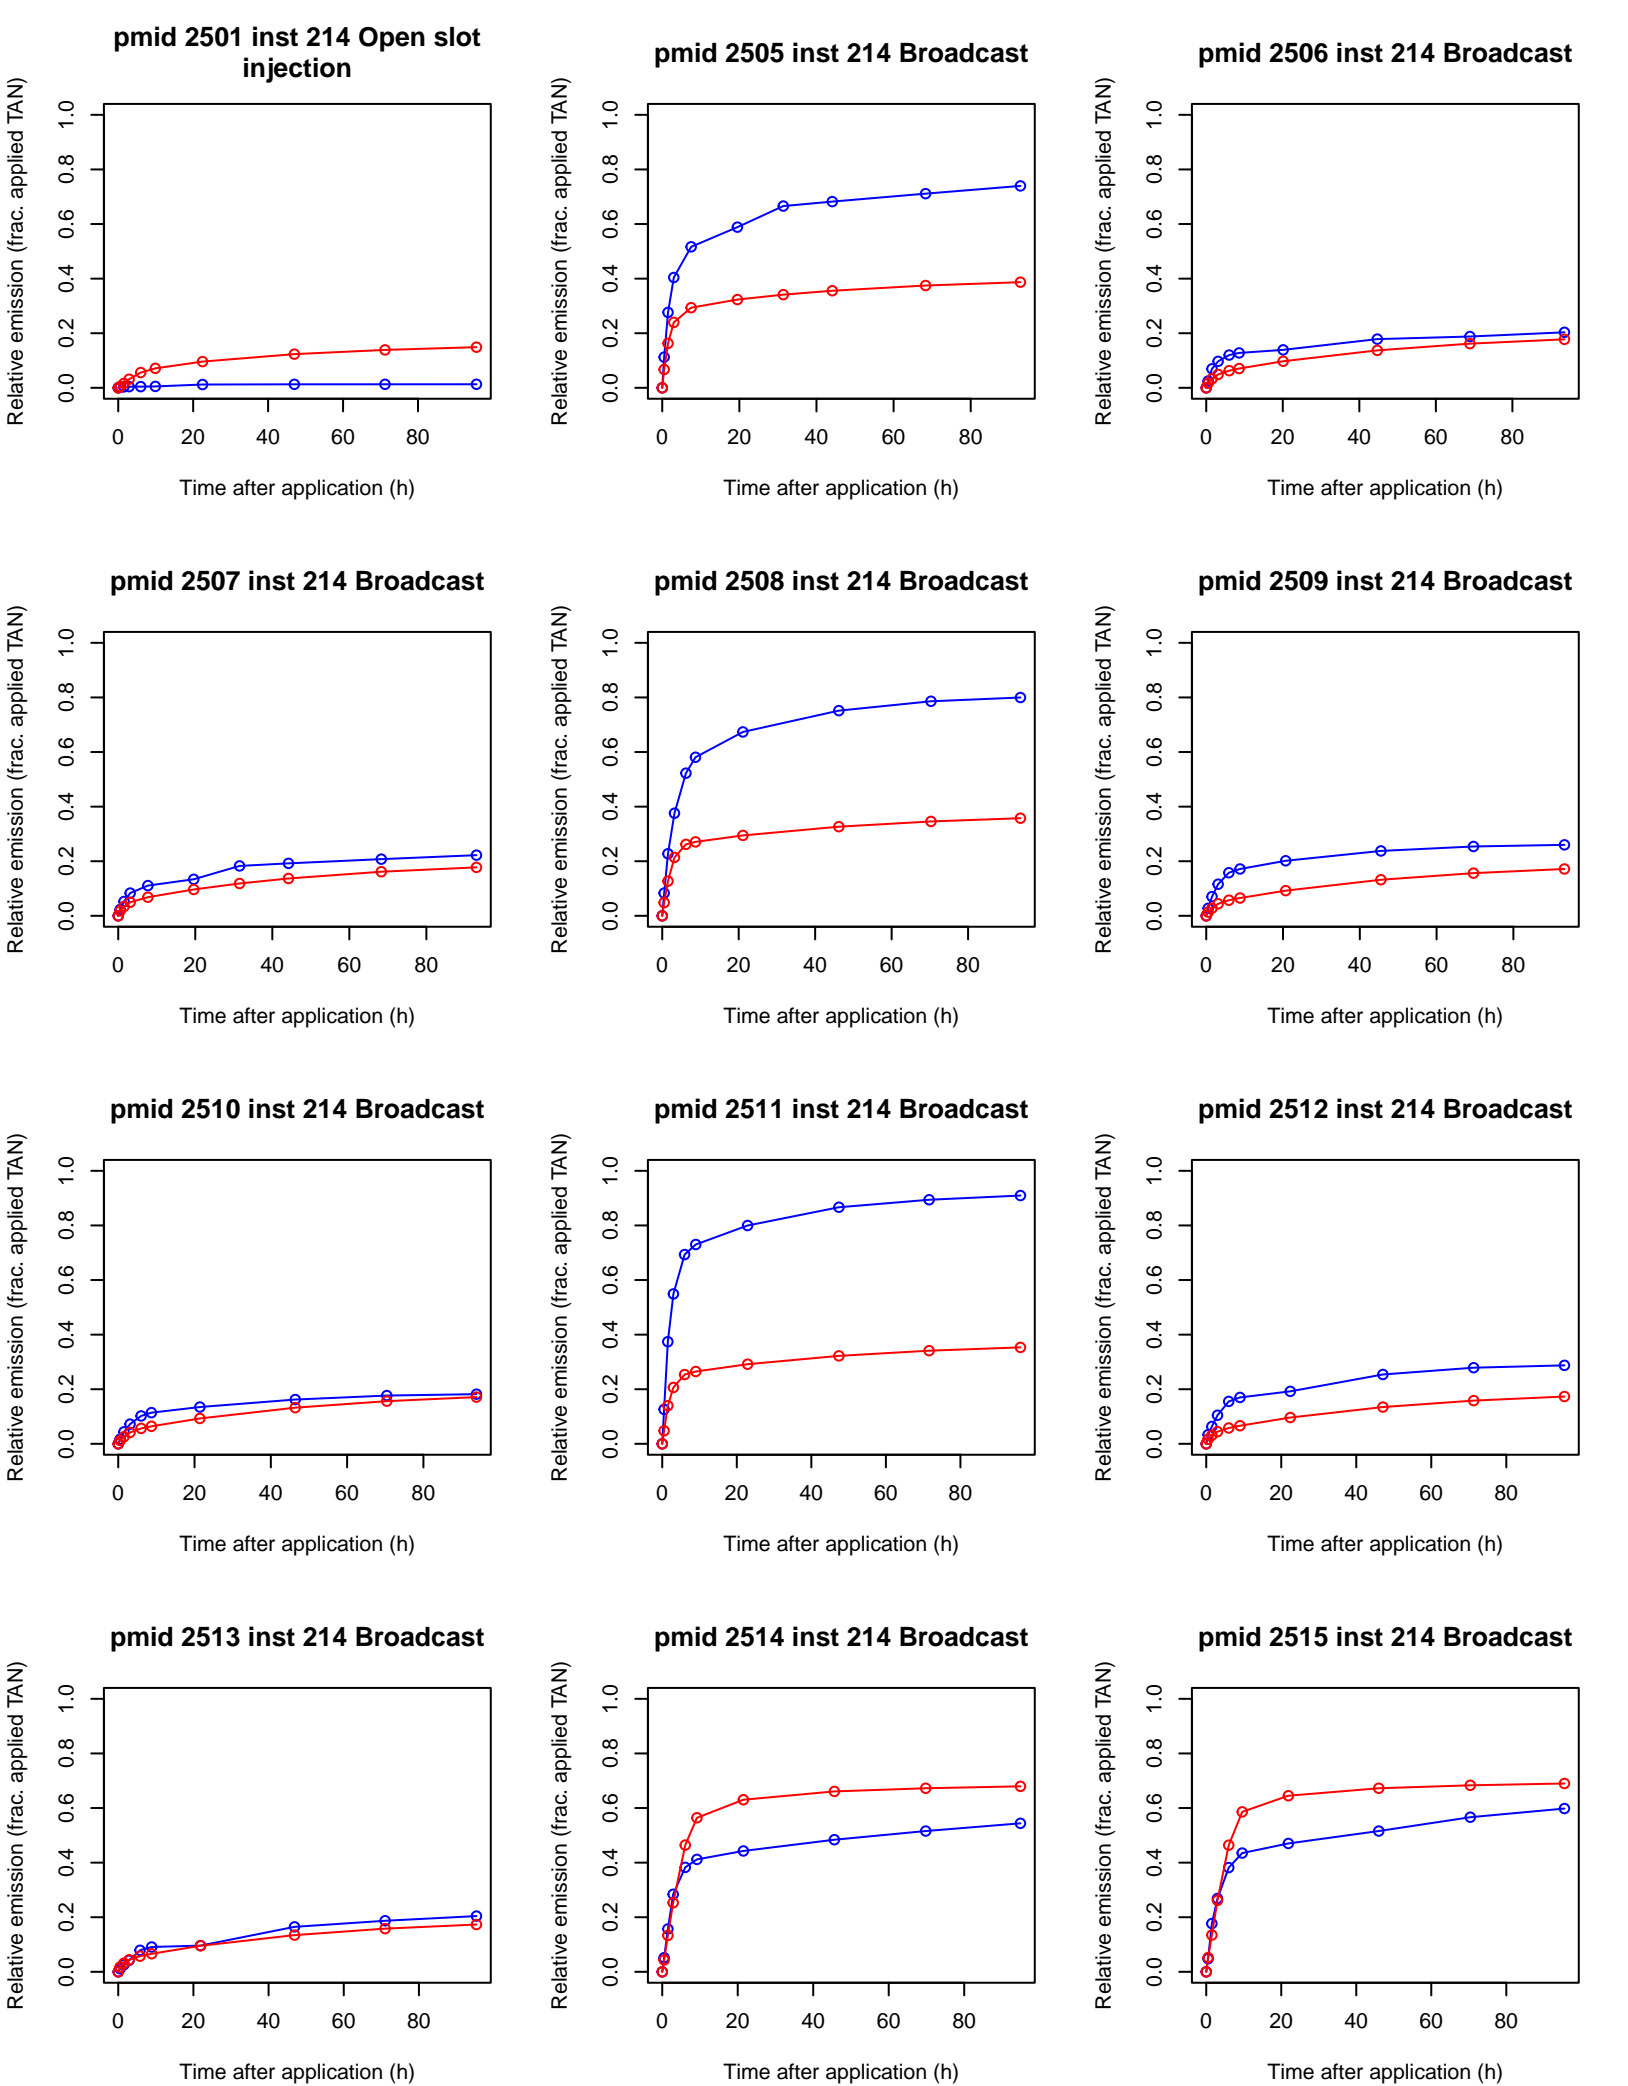 pmid 2501 inst 214 Open slot
injection
Relative emission (frac. applied TAN)
1.0
0.8
0.6
0.4
0.2
0.0
0 20 40 60 80
Time after application (h)
pmid 2505 inst 214 Broadcast
Relative emission (frac. applied TAN)
1.0
0.8
0.6
0.4
0.2
0.0
0 20 40 60 80
Time after application (h)
pmid 2506 inst 214 Broadcast
Relative emission (frac. applied TAN)
1.0
0.8
0.6
0.4
0.2
0.0
0 20 40 60 80
Time after application (h)
pmid 2507 inst 214 Broadcast
Relative emission (frac. applied TAN)
1.0
0.8
0.6
0.4
0.2
0.0
0 20 40 60 80
Time after application (h)
pmid 2508 inst 214 Broadcast
Relative emission (frac. applied TAN)
1.0
0.8
0.6
0.4
0.2
0.0
0 20 40 60 80
Time after application (h)
pmid 2509 inst 214 Broadcast
Relative emission (frac. applied TAN)
1.0
0.8
0.6
0.4
0.2
0.0
0 20 40 60 80
Time after application (h)
pmid 2510 inst 214 Broadcast
Relative emission (frac. applied TAN)
1.0
0.8
0.6
0.4
0.2
0.0
0 20 40 60 80
Time after application (h)
pmid 2511 inst 214 Broadcast
Relative emission (frac. applied TAN)
1.0
0.8
0.6
0.4
0.2
0.0
0 20 40 60 80
Time after application (h)
pmid 2512 inst 214 Broadcast
Relative emission (frac. applied TAN)
1.0
0.8
0.6
0.4
0.2
0.0
0 20 40 60 80
Time after application (h)
pmid 2513 inst 214 Broadcast
Relative emission (frac. applied TAN)
1.0
0.8
0.6
0.4
0.2
0.0
0 20 40 60 80
Time after application (h)
pmid 2514 inst 214 Broadcast
Relative emission (frac. applied TAN)
1.0
0.8
0.6
0.4
0.2
0.0
0 20 40 60 80
Time after application (h)
pmid 2515 inst 214 Broadcast
Relative emission (frac. applied TAN)
1.0
0.8
0.6
0.4
0.2
0.0
0 20 40 60 80
Time after application (h)